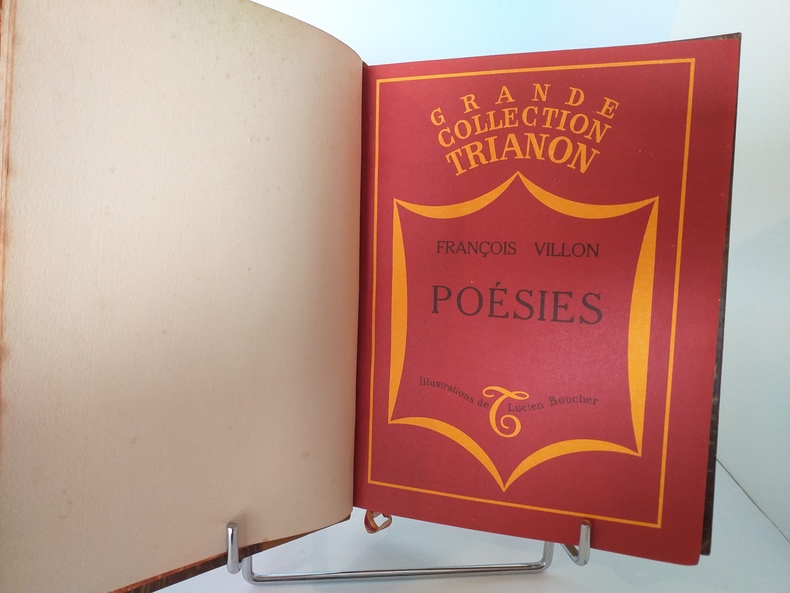 GRANDE
COLLECTION
TRIANON
FRANÇOIS VILLON
POÉSIES
Illustrations de Lucien Boucher
T